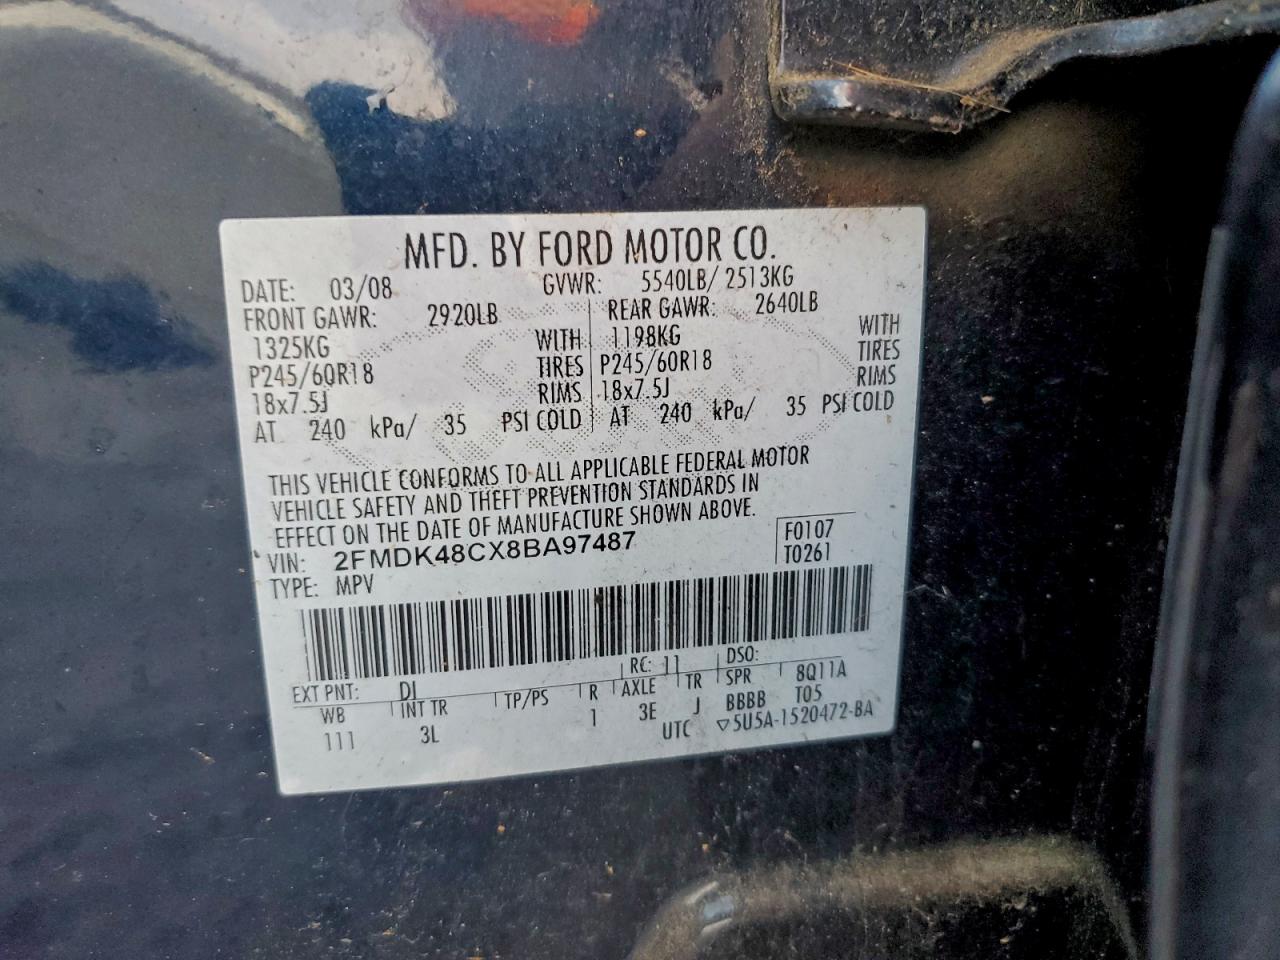 MFD. BY FORD MOTOR CO.
DATE: 03/08 GVWR: 5540LB/ 2513KG
FRONT GAWR: 2920LB REAR GAWR: 2640LB
1325KG WITH 1198KG WITH
P245/60R18 TIRES P245/60R18 TIRES
18x7.5J RIMS 18x7.5J RIMS
AT 240 kPa/ 35 PSI COLD AT 240 kPa/ 35 PSI COLD
THIS VEHICLE CONFORMS TO ALL APPLICABLE FEDERAL MOTOR
VEHICLE SAFETY AND THEFT PREVENTION STANDARDS IN
EFFECT ON THE DATE OF MANUFACTURE SHOWN ABOVE.
VIN: 2FMDK48CX8BA97487 F0107
TYPE: MPV T0261
EXT PNT: DI RC: 11 DSO:
WB INT TR TP/PS R AXLE TR SPR 8Q11A
111 3L 1 3E J BBBB T05
UTC ▽5U5A-1520472-BA